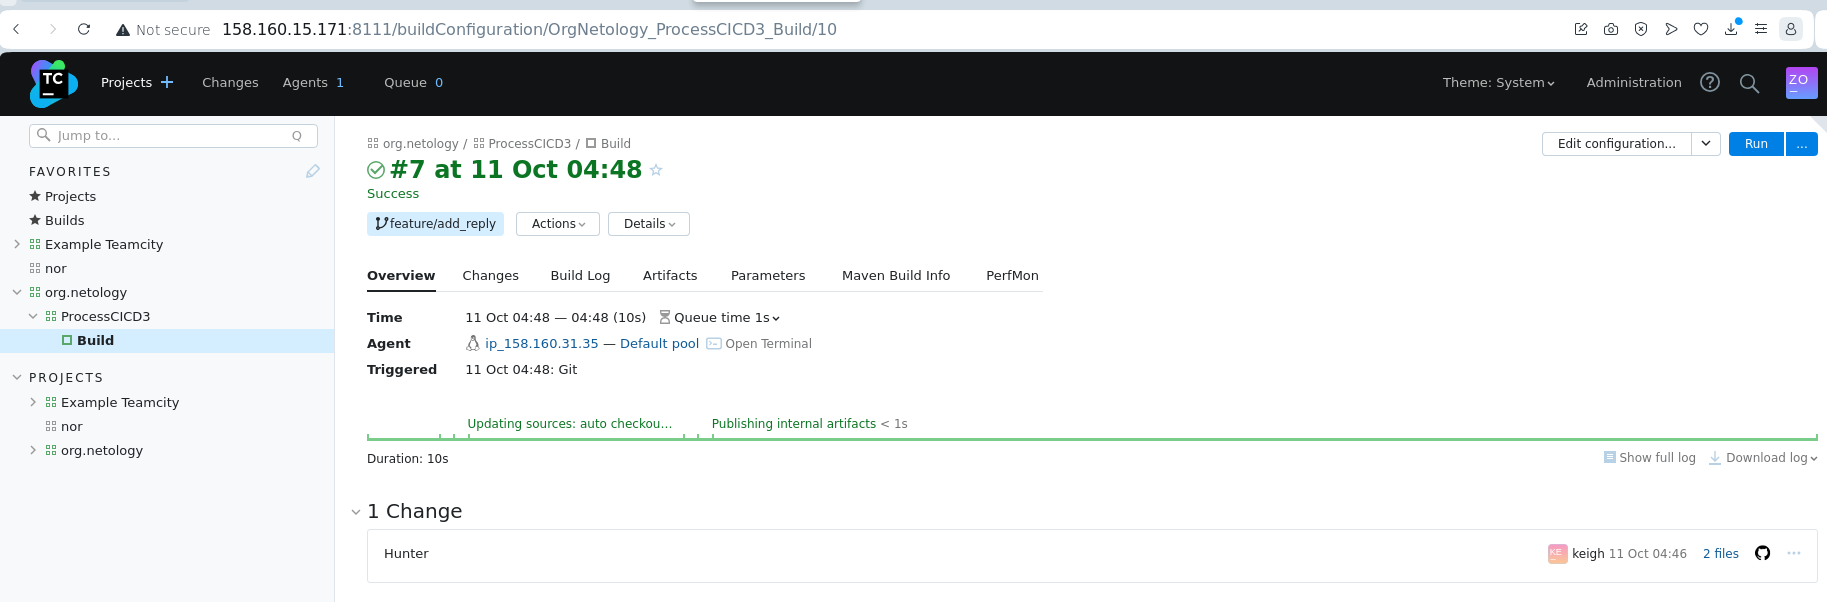 Not secure 158.160.15.171:8111/buildConfiguration/OrgNetology_ProcessCICD3_Build/10
TC Projects Changes Agents 1 Queue 0 Theme: System Administration ZO
Jump to... Q
FAVORITES
Projects
Builds
Example Teamcity
nor
org.netology
ProcessCICD3
Build
PROJECTS
Example Teamcity
nor
org.netology
org.netology / ProcessCICD3 / Build
Edit configuration... Run ...
#7 at 11 Oct 04:48
Success
feature/add_reply Actions Details
Overview Changes Build Log Artifacts Parameters Maven Build Info PerfMon
Time 11 Oct 04:48 — 04:48 (10s) Queue time 1s
Agent ip_158.160.31.35 — Default pool Open Terminal
Triggered 11 Oct 04:48: Git
Updating sources: auto checkou... Publishing internal artifacts < 1s
Duration: 10s Show full log Download log
1 Change
Hunter KE keigh 11 Oct 04:46 2 files